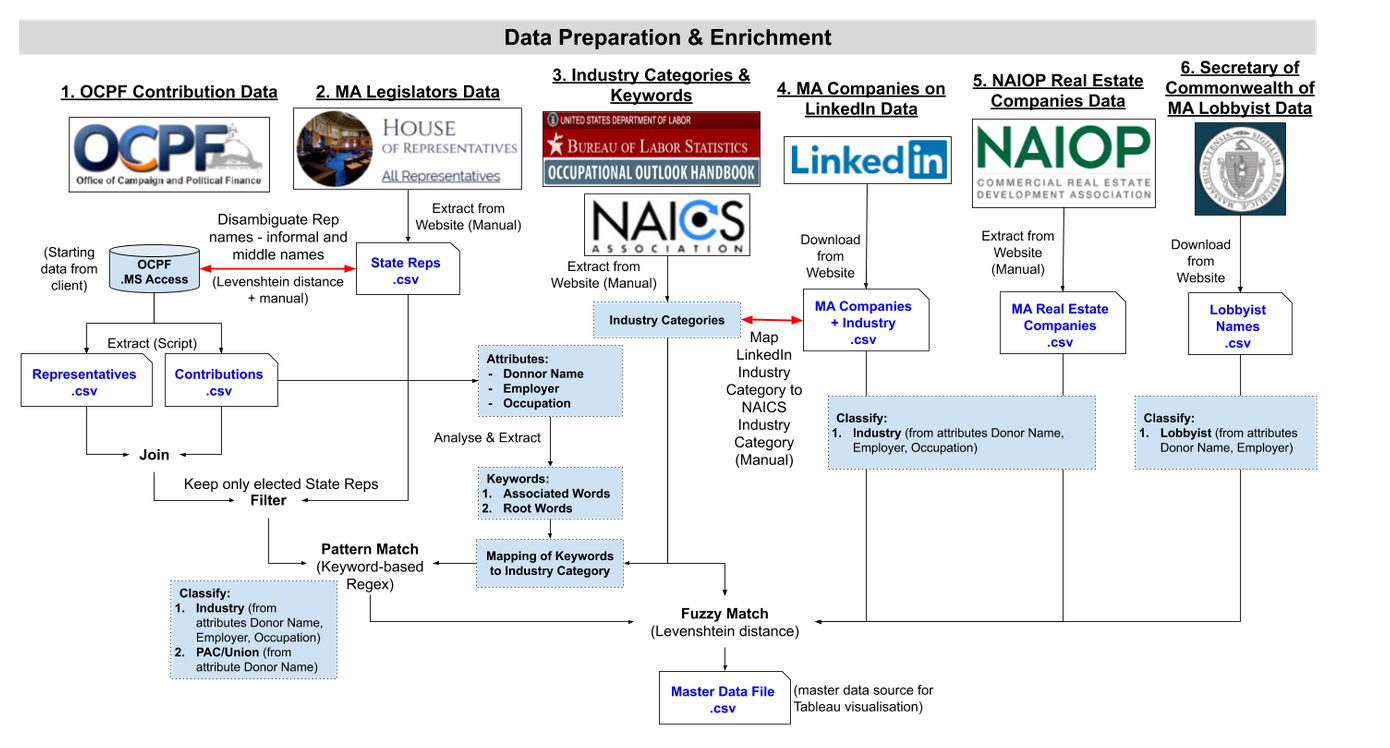 Data Preparation & Enrichment
1. OCPF Contribution Data
2. MA Legislators Data
3. Industry Categories &
Keywords
4. MA Companies on
LinkedIn Data
5. NAIOP Real Estate
Companies Data
6. Secretary of
Commonwealth of
MA Lobbyist Data
OCPF
Office of Campaign and Political Finance
HOUSE
OF REPRESENTATIVES
All Representatives
UNITED STATES DEPARTMENT OF LABOR
BUREAU OF LABOR STATISTICS
OCCUPATIONAL OUTLOOK HANDBOOK
NAICS
ASSOCIATION
LinkedIn
NAIOP
COMMERCIAL REAL ESTATE
DEVELOPMENT ASSOCIATION
(Starting
data from
client)
OCPF
.MS Access
Disambiguate Rep
names - informal and
middle names
(Levenshtein distance
+ manual)
Extract from
Website (Manual)
State Reps
.csv
Extract from
Website (Manual)
Industry Categories
Download
from
Website
MA Companies
+ Industry
.csv
Extract from
Website
(Manual)
MA Real Estate
Companies
.csv
Download
from
Website
Lobbyist
Names
.csv
Map
LinkedIn
Industry
Category to
NAICS
Industry
Category
(Manual)
Extract (Script)
Representatives
.csv
Contributions
.csv
Attributes:
- Donnor Name
- Employer
- Occupation
Analyse & Extract
Keywords:
1. Associated Words
2. Root Words
Mapping of Keywords
to Industry Category
Classify:
1. Industry (from attributes Donor Name,
Employer, Occupation)
Classify:
1. Lobbyist (from attributes
Donor Name, Employer)
Join
Keep only elected State Reps
Filter
Pattern Match
(Keyword-based
Regex)
Classify:
1. Industry (from
attributes Donor Name,
Employer, Occupation)
2. PAC/Union (from
attribute Donor Name)
Fuzzy Match
(Levenshtein distance)
Master Data File
.csv
(master data source for
Tableau visualisation)